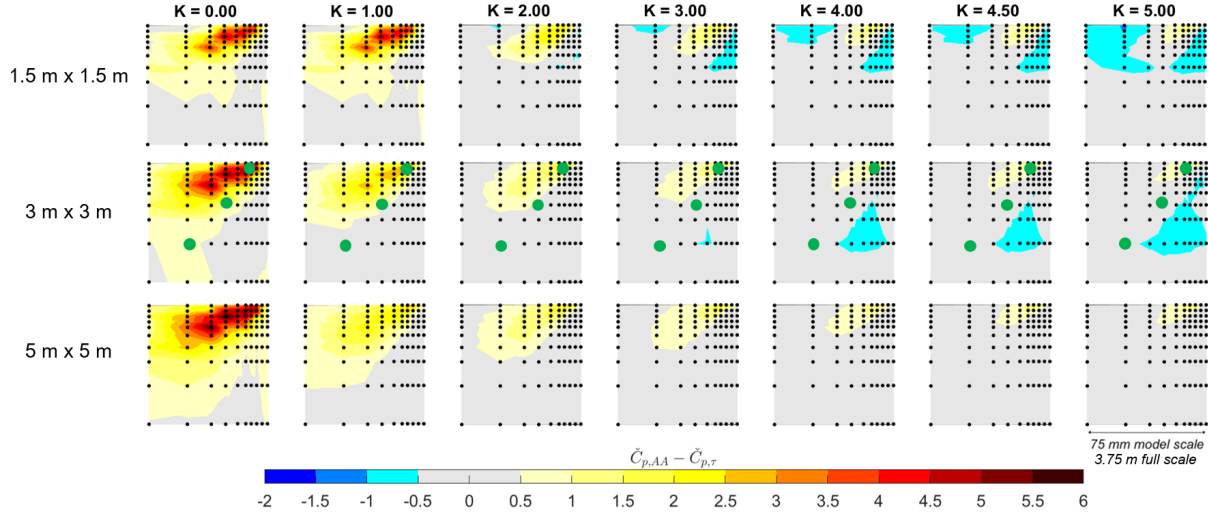 K = 0.00 K = 1.00 K = 2.00 K = 3.00 K = 4.00 K = 4.50 K = 5.00
1.5 m x 1.5 m
3 m x 3 m
5 m x 5 m
75 mm model scale
3.75 m full scale
Č_{p,AA} − Č_{p,τ}
-2 -1.5 -1 -0.5 0 0.5 1 1.5 2 2.5 3 3.5 4 4.5 5 5.5 6